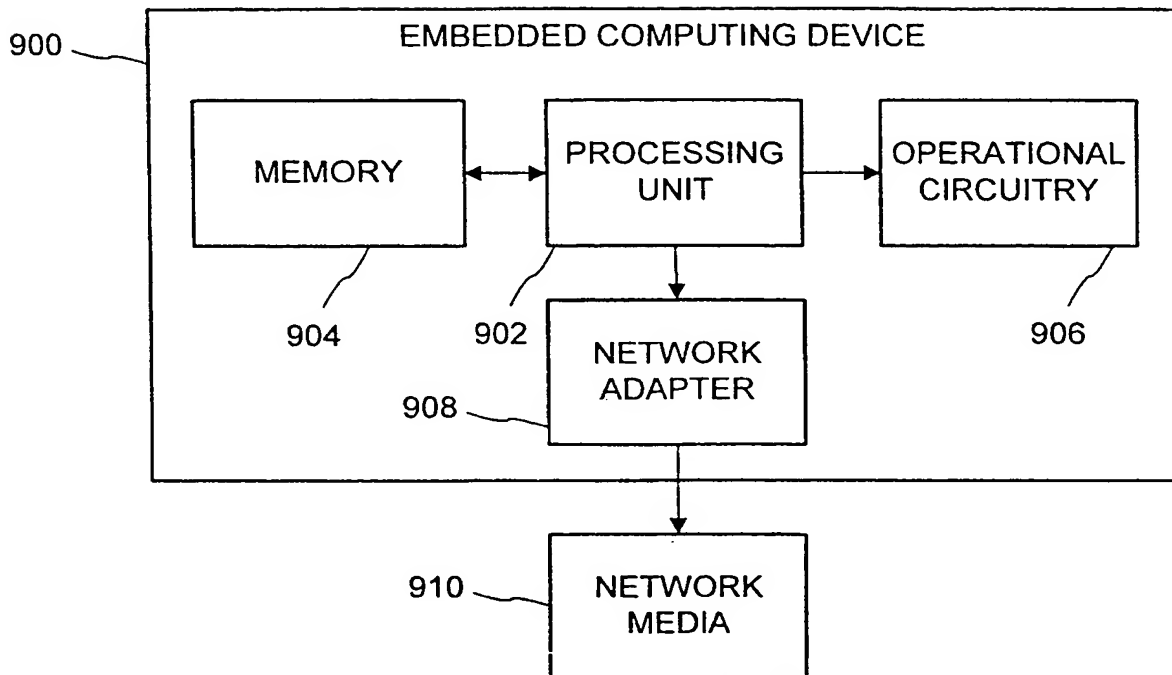 900
EMBEDDED COMPUTING DEVICE
MEMORY
PROCESSING
UNIT
OPERATIONAL
CIRCUITRY
904
902
906
NETWORK
ADAPTER
908
910
NETWORK
MEDIA